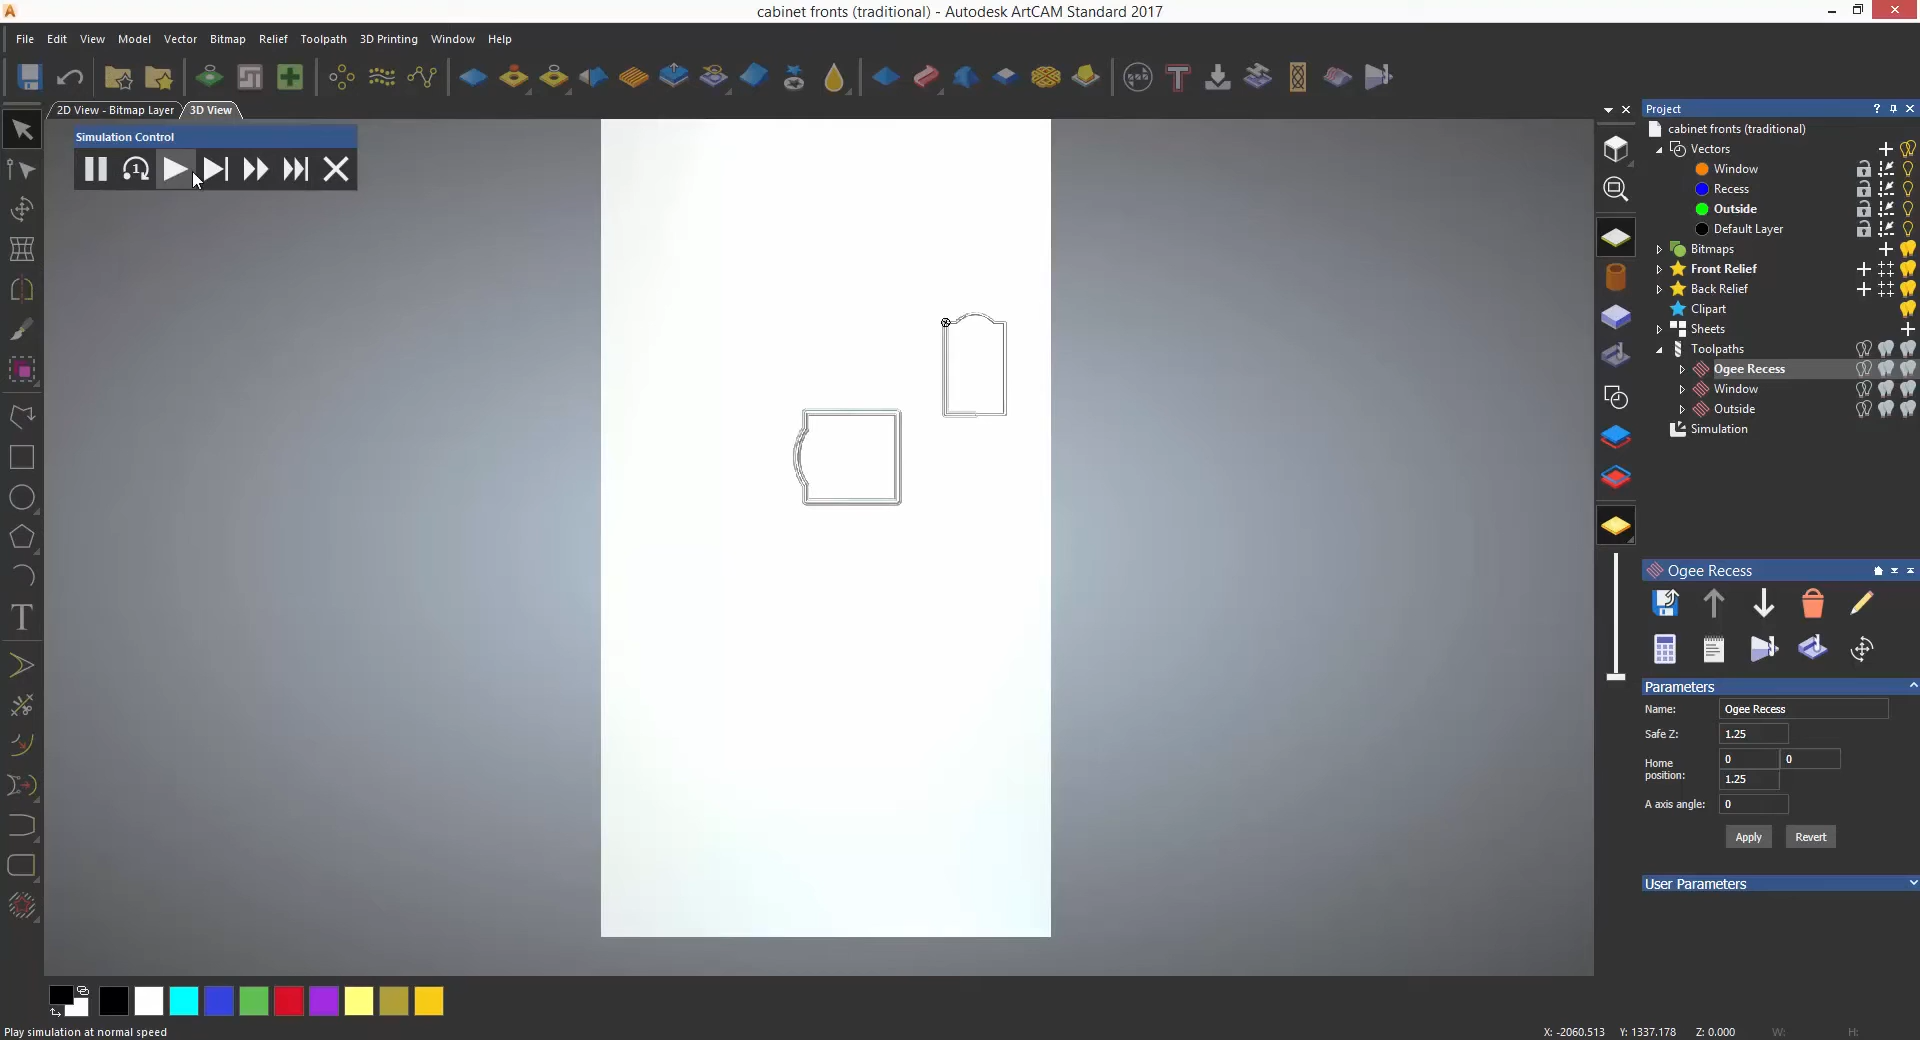 cabinet fronts (traditional) - Autodesk ArtCAM Standard 2017
File Edit View Model Vector Bitmap Relief Toolpath 3D Printing Window Help
2D View - Bitmap Layer
3D View
Simulation Control
1
Project
cabinet fronts (traditional)
Vectors
Window
Recess
Outside
Default Layer
Bitmaps
Front Relief
Back Relief
Clipart
Sheets
Toolpaths
Ogee Recess
Window
Outside
Simulation
Ogee Recess
Parameters
Name: Ogee Recess
Safe Z: 1.25
Home position: 0 0
1.25
A axis angle: 0
Apply Revert
User Parameters
Play simulation at normal speed
X: -2060.513 Y: 1337.178 Z: 0.000 W: H: